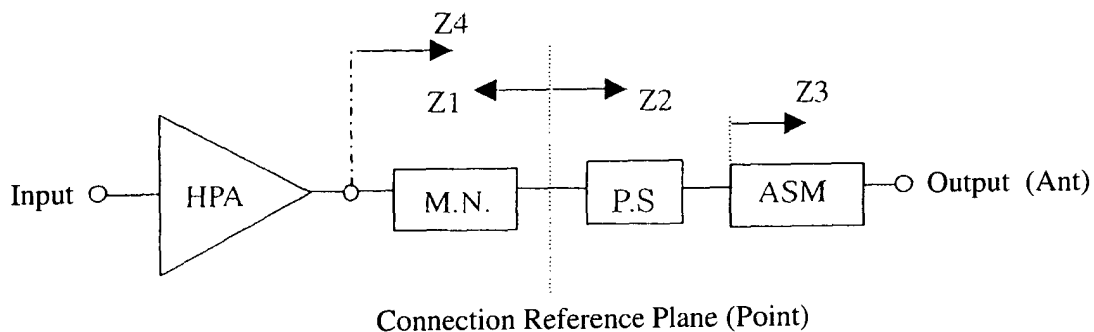 Z4
Z1
Z2
Z3
Input
HPA
M.N.
P.S
ASM
Output (Ant)
Connection Reference Plane (Point)